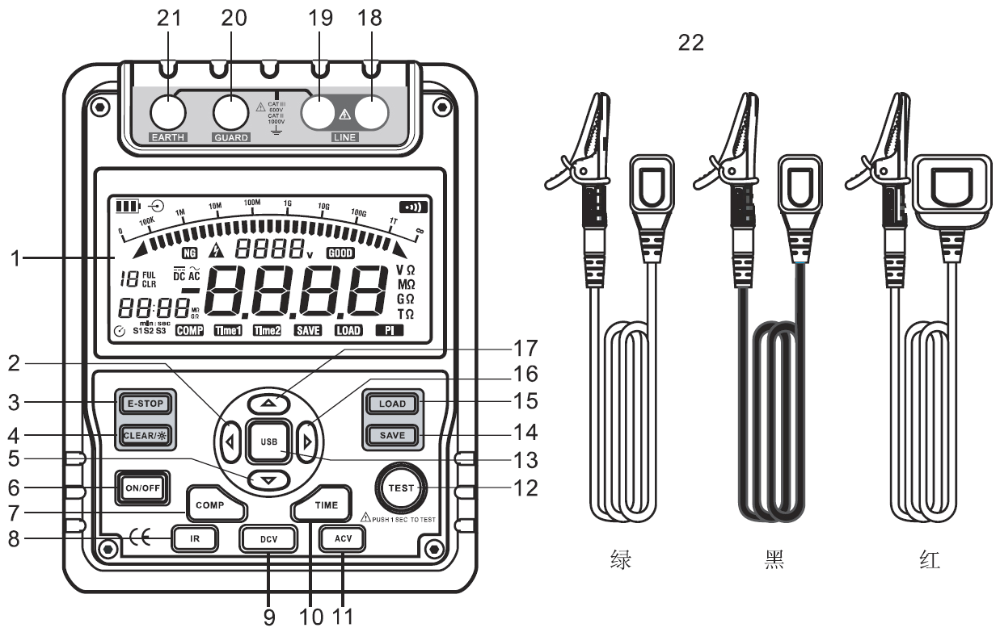 21 20 19 18
22
CAT III
600V
CAT II
1000V
EARTH GUARD LINE
0 100K 1M 10M 100M 1G 10G 100G 1T ∞
NG 8888 V GOOD
1
18 FUL
CLR
DC AC
8.8.8.8
V Ω
MΩ
GΩ
TΩ
88:88 MΩ
GΩ
min:sec
S1 S2 S3 COMP TIme1 TIme2 SAVE LOAD PI
2
17
16
3 E-STOP
LOAD 15
4 CLEAR/☼
USB
SAVE 14
5
13
6 ON/OFF
TEST 12
7 COMP
TIME
PUSH 1 SEC TO TEST
8 CE IR DCV ACV
9 10 11
绿 黑 红